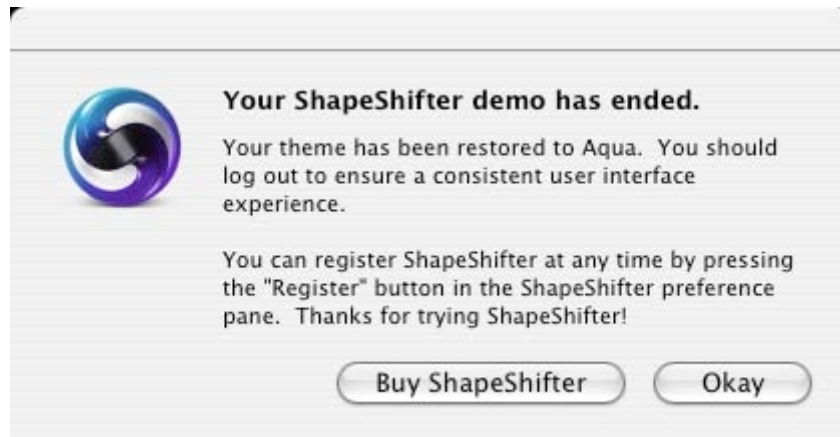 Your ShapeShifter demo has ended.
Your theme has been restored to Aqua.  You should
log out to ensure a consistent user interface
experience.
You can register ShapeShifter at any time by pressing
the "Register" button in the ShapeShifter preference
pane.  Thanks for trying ShapeShifter!
Buy ShapeShifter
Okay